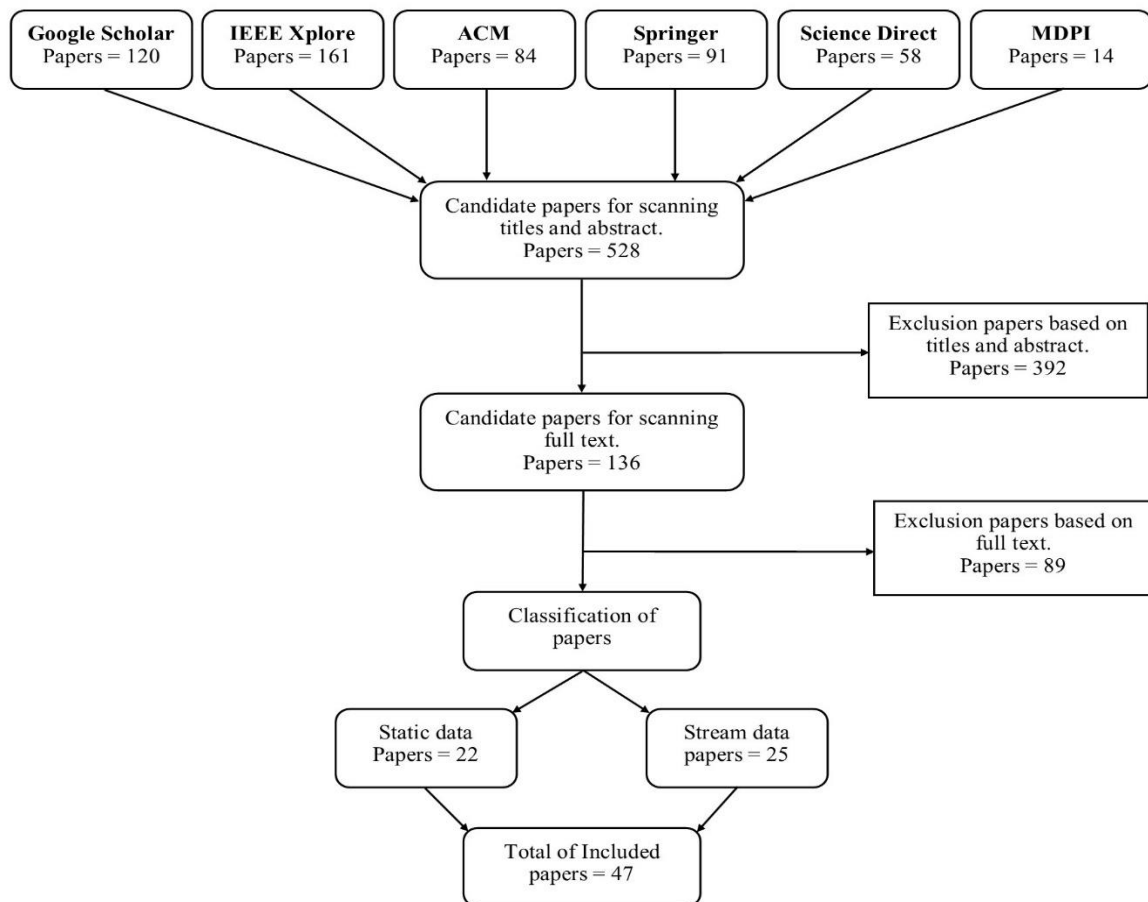 Google Scholar
Papers = 120
IEEE Xplore
Papers = 161
ACM
Papers = 84
Springer
Papers = 91
Science Direct
Papers = 58
MDPI
Papers = 14
Candidate papers for scanning
titles and abstract.
Papers = 528
Exclusion papers based on
titles and abstract.
Papers = 392
Candidate papers for scanning
full text.
Papers = 136
Exclusion papers based on
full text.
Papers = 89
Classification of
papers
Static data
Papers = 22
Stream data
papers = 25
Total of Included
papers = 47